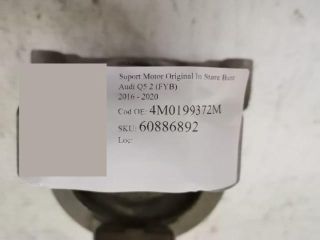 Suport Motor Original In Stare Buna
Audi Q5 2 (FYB)
2016 - 2020
Cod OE: 4M0199372M
SKU: 60886892
Loc: